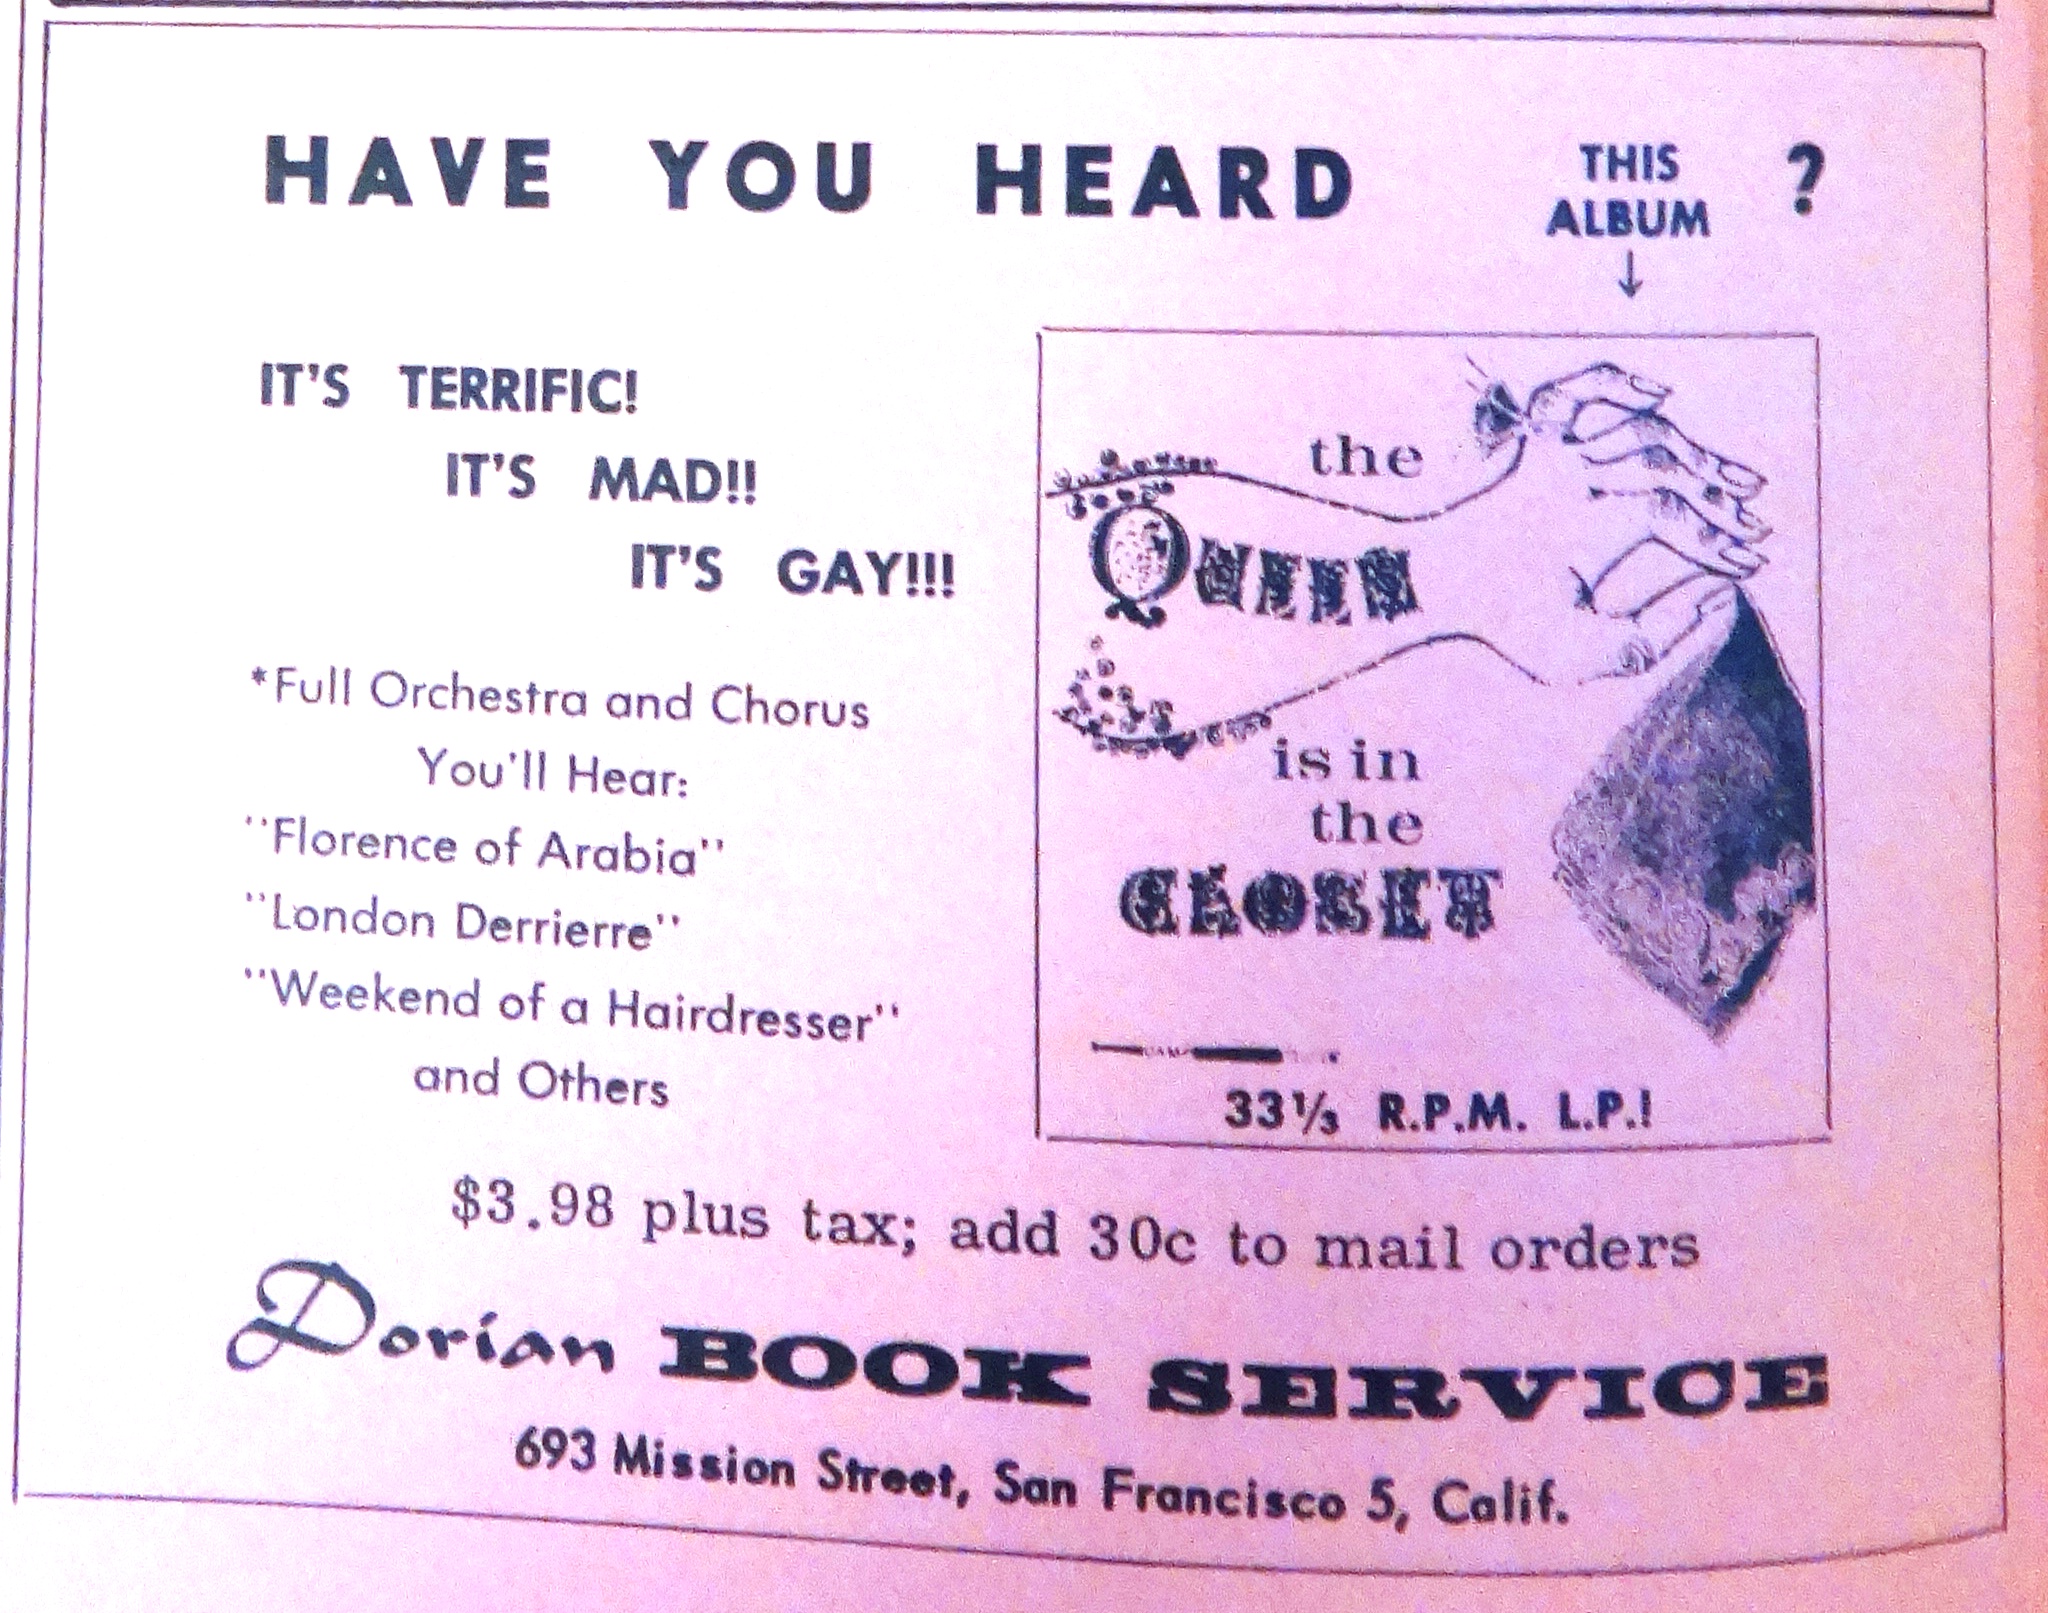 HAVE YOU HEARD THIS ALBUM ?
↓
IT'S TERRIFIC!
IT'S MAD!!
IT'S GAY!!!
*Full Orchestra and Chorus
You'll Hear:
"Florence of Arabia"
"London Derrierre"
"Weekend of a Hairdresser"
and Others
the
QUEEN
is in
the
CLOSET
33⅓ R.P.M. L.P.!
$3.98 plus tax; add 30c to mail orders
Dorian BOOK SERVICE
693 Mission Street, San Francisco 5, Calif.